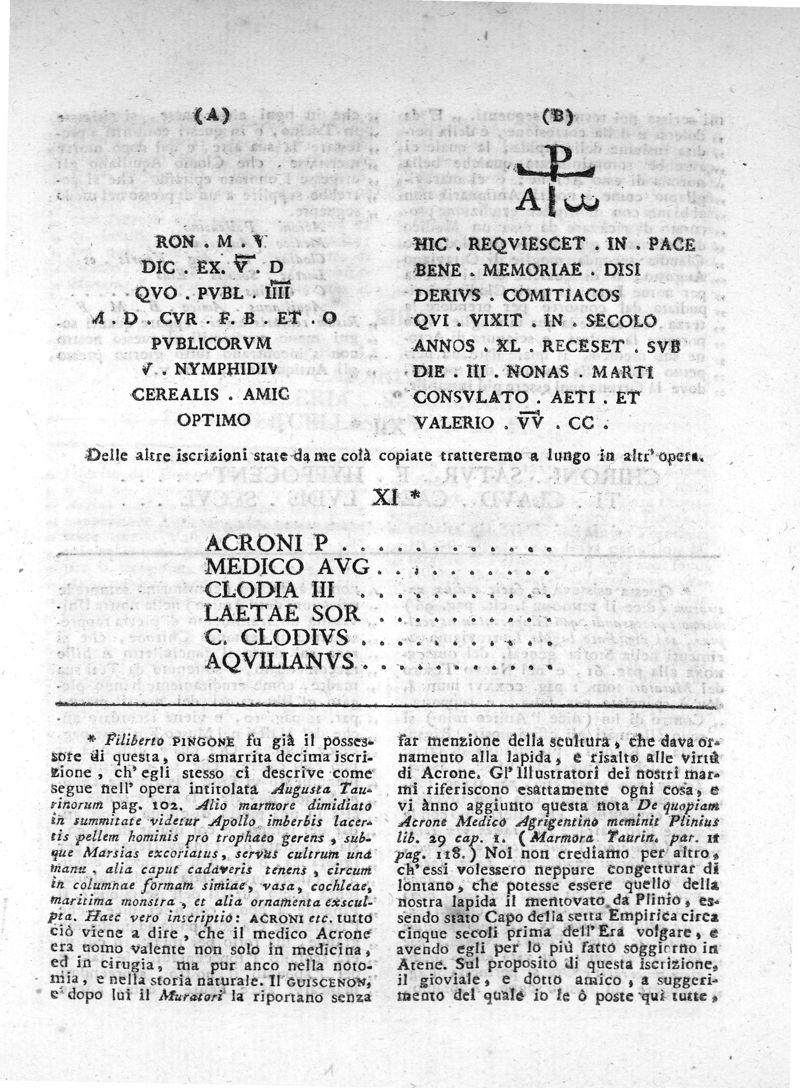 (A)
RON . M . V
DIC . EX. V . D
QVO . PVBL . IIII
A . D . CVR . F. B . ET . O
PVBLICORVM
V . . NYMPHIDIV
CEREALIS . AMIC
OPTIMO
(B)
P
A ω
HIC . REQVIESCET . IN . PACE
BENE . MEMORIAE . DISI
DERIVS . COMITIACOS
QVI . VIXIT . IN . SECOLO
ANNOS . XL . RECESET . SVB
DIE . III . NONAS . MARTI
CONSVLATO . AETI . ET
VALERIO . VV . CC .
Delle altre iscrizioni state da me colà copiate tratteremo a lungo in altr' opera.
XI *
ACRONI P . . . . . . . . . . . .
MEDICO AVG . . . . . . . . . .
CLODIA III . . . . . . . . . . .
LAETAE SOR . . . . . . . . . .
C. CLODIVS . . . . . . . . . . .
AQVILIANVS . . . . . . . . . .
* Filiberto PINGONE fu già il posses-
sore di questa, ora smarrita decima iscri-
zione, ch' egli stesso ci descrive come
segue nell' opera intitolata Augusta Tau-
rinorum pag. 102. Alio marmore dimidiato
in summitate videtur Apollo imberbis lacer-
tis pellem hominis pro trophaeo gerens, sub-
que Marsias excoriatus, servus cultrum una
manu, alia caput cadaveris tenens, circum
in columnae formam simiae, vasa, cochleae,
maritima monstra, et alia ornamenta exscul-
pta. Haec vero inscriptio: ACRONI etc. tutto
ciò viene a dire, che il medico Acrone
era uomo valente non solo in medicina,
ed in cirugia, ma pur anco nella noto-
mia, e nella storia naturale. Il GUISCENON,
e dopo lui il Muratori la riportano senza
far menzione della scultura, che dava or-
namento alla lapida, e risalto alle virtù
di Acrone. Gl' Illustratori dei nostri mar-
mi riferiscono esattamente ogni cosa, e
vi ànno aggiunto questa nota De quopiam
Acrone Medico Agrigentino meminit Plinius
lib. 29 cap. 1. (Marmora Taurin. par. II
pag. 118.) Noi non crediamo per altro,
ch' essi volessero neppure congetturar di
lontano, che potesse essere quello della
nostra lapida il mentovato da Plinio, es-
sendo stato Capo della setta Empirica circa
cinque secoli prima dell' Era volgare, e
avendo egli per lo più fatto soggiorno in
Atene. Sul proposito di questa iscrizione,
il gioviale, e dotto amico, a suggeri-
mento del quale io le ò poste qui tutte,